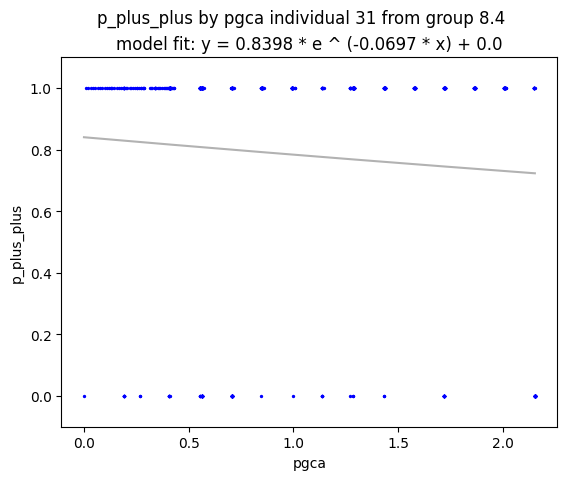 p_plus_plus by pgca individual 31 from group 8.4
model fit: y = 0.8398 * e ^ (-0.0697 * x) + 0.0
1.0
0.8
0.6
0.4
0.2
0.0
p_plus_plus
0.0 0.5 1.0 1.5 2.0
pgca